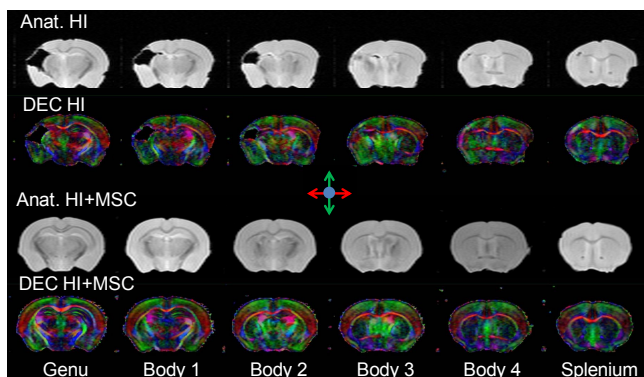 Anat. HI
DEC HI
Anat. HI+MSC
DEC HI+MSC
Genu Body 1 Body 2 Body 3 Body 4 Splenium